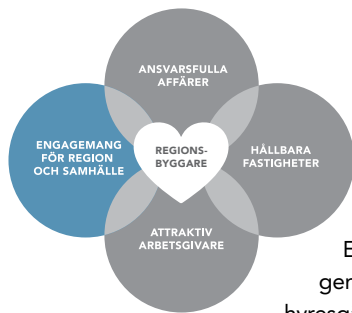 ANSVARSFULLA
AFFÄRER
ENGAGEMANG
FÖR REGION
OCH SAMHÄLLE
REGIONS-
BYGGARE
HÅLLBARA
FASTIGHETER
ATTRAKTIV
ARBETSGIVARE